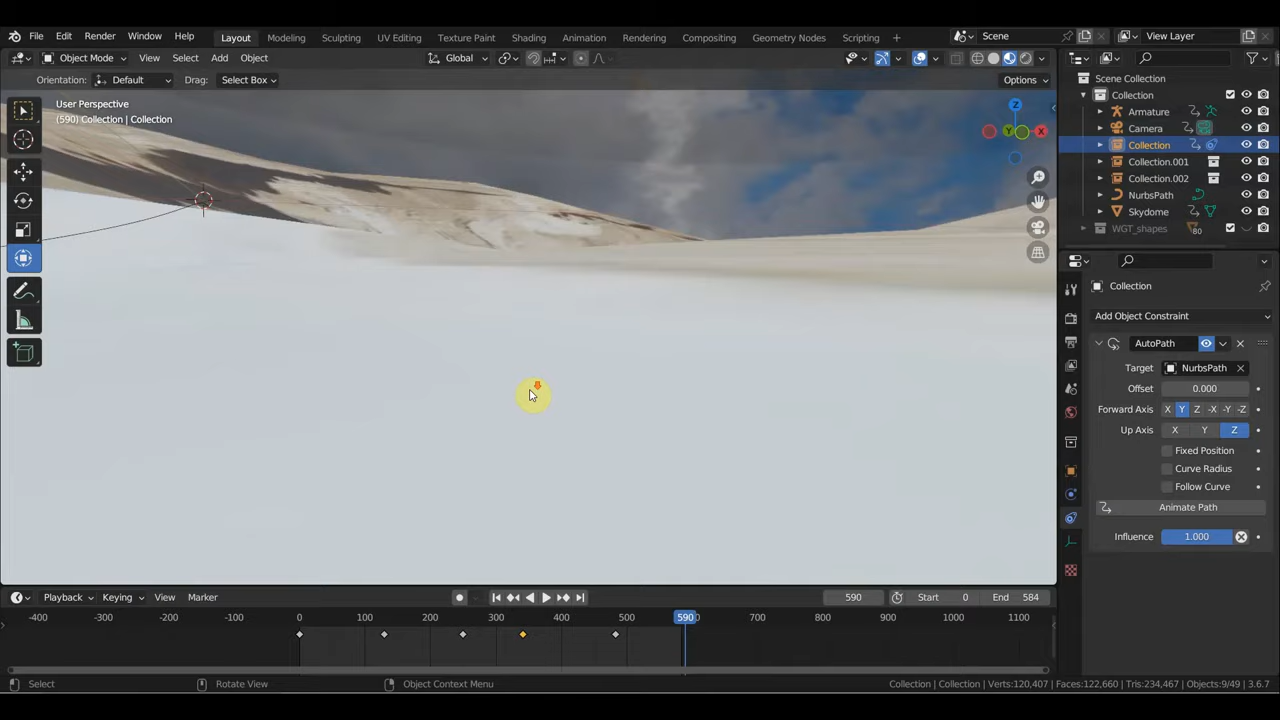 File Edit Render Window Help Layout Modeling Sculpting UV Editing Texture Paint Shading Animation Rendering Compositing Geometry Nodes Scripting + Scene View Layer
Object Mode View Select Add Object Global
Orientation: Default Drag: Select Box Options
User Perspective
(590) Collection | Collection
Z
Y
X
Scene Collection
Collection
Armature
Camera
Collection
Collection.001
Collection.002
NurbsPath
Skydome
WGT_shapes 80
Collection
Add Object Constraint
AutoPath
Target NurbsPath
Offset 0.000
Forward Axis X Y Z -X -Y -Z
Up Axis X Y Z
Fixed Position
Curve Radius
Follow Curve
Animate Path
Influence 1.000
Playback Keying View Marker 590 Start 0 End 584
-400 -300 -200 -100 0 100 200 300 400 500 590 700 800 900 1000 1100
Select Rotate View Object Context Menu Collection | Collection | Verts:120,407 | Faces:122,660 | Tris:234,467 | Objects:9/49 | 3.6.7